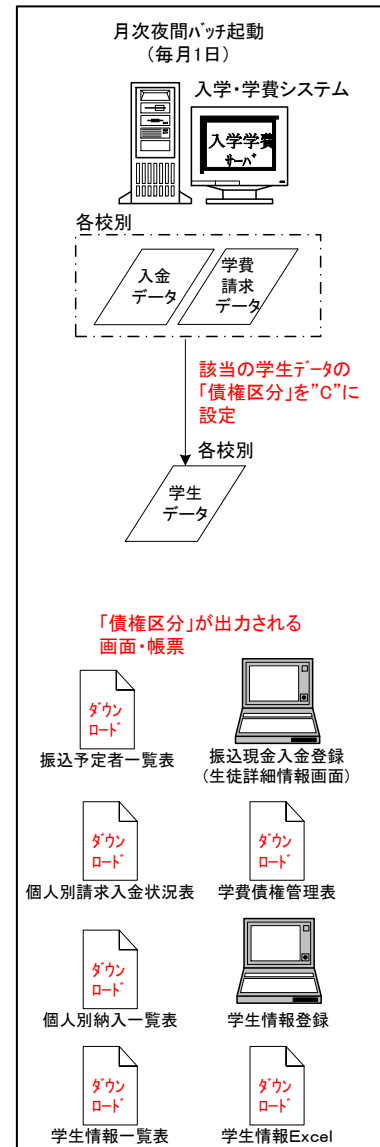 月次夜間ﾊﾞｯﾁ起動
（毎月1日）
入学・学費システム
入学学費
ｻｰﾊﾞ
各校別
入金
データ
学費
請求
データ
該当の学生ﾃﾞｰﾀの
「債権区分」を”C”に
設定
各校別
学生
データ
「債権区分」が出力される
画面・帳票
ﾀﾞｳﾝ
ﾛｰﾄﾞ
振込予定者一覧表
振込現金入金登録
（生徒詳細情報画面）
ﾀﾞｳﾝ
ﾛｰﾄﾞ
個人別請求入金状況表
ﾀﾞｳﾝ
ﾛｰﾄﾞ
学費債権管理表
ﾀﾞｳﾝ
ﾛｰﾄﾞ
個人別納入一覧表
学生情報登録
ﾀﾞｳﾝ
ﾛｰﾄﾞ
学生情報一覧表
ﾀﾞｳﾝ
ﾛｰﾄﾞ
学生情報Excel